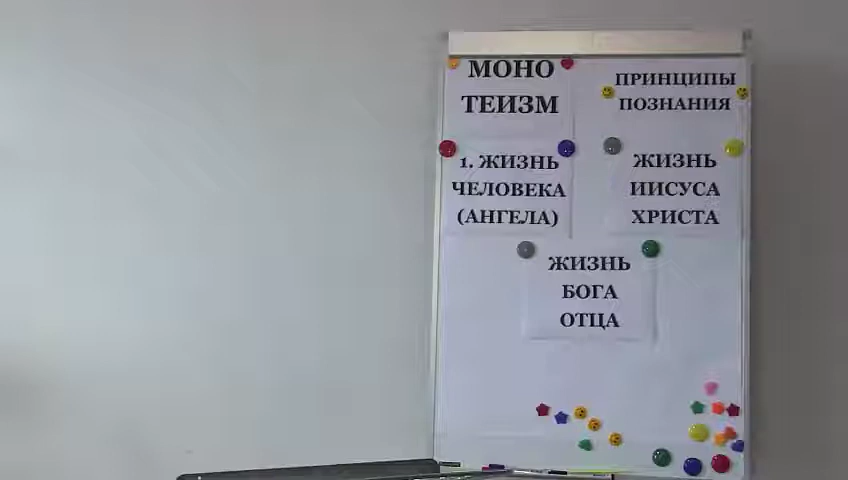 МОНО
ТЕИЗМ
ПРИНЦИПЫ
ПОЗНАНИЯ
1. ЖИЗНЬ
ЧЕЛОВЕКА
(АНГЕЛА)
ЖИЗНЬ
ИИСУСА
ХРИСТА
ЖИЗНЬ
БОГА
ОТЦА